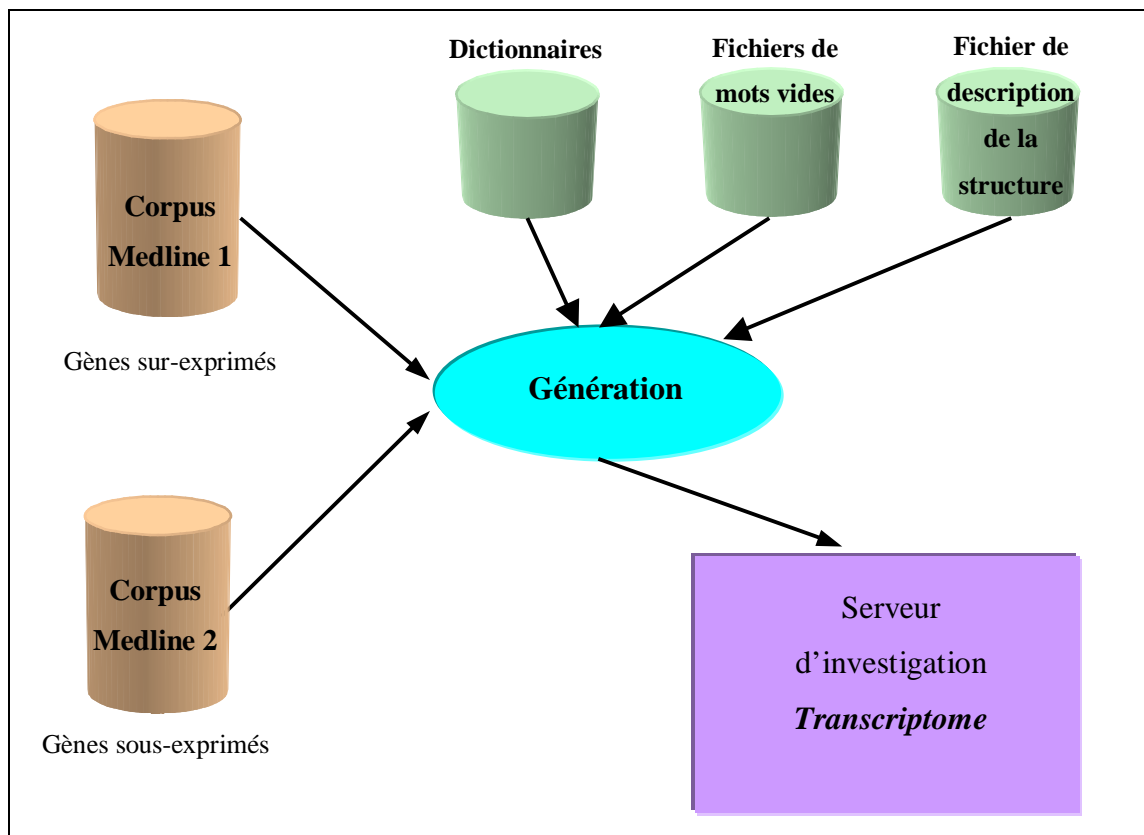 Dictionnaires
Fichiers de
mots vides
Fichier de
description
de la
structure
Corpus
Medline 1
Gènes sur-exprimés
Génération
Corpus
Medline 2
Gènes sous-exprimés
Serveur
d’investigation
Transcriptome